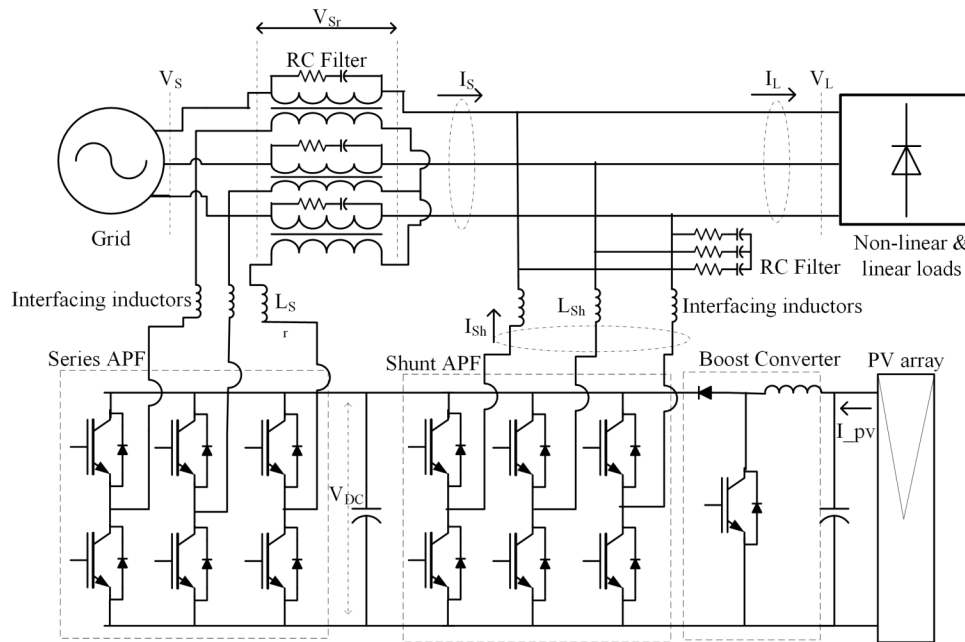 V_Sr
RC Filter
V_S
I_S
I_L
V_L
Grid
Non-linear &
linear loads
RC Filter
Interfacing inductors
L_S
r
I_Sh
L_Sh
Interfacing inductors
Series APF
Shunt APF
Boost Converter
PV array
I_pv
V_DC